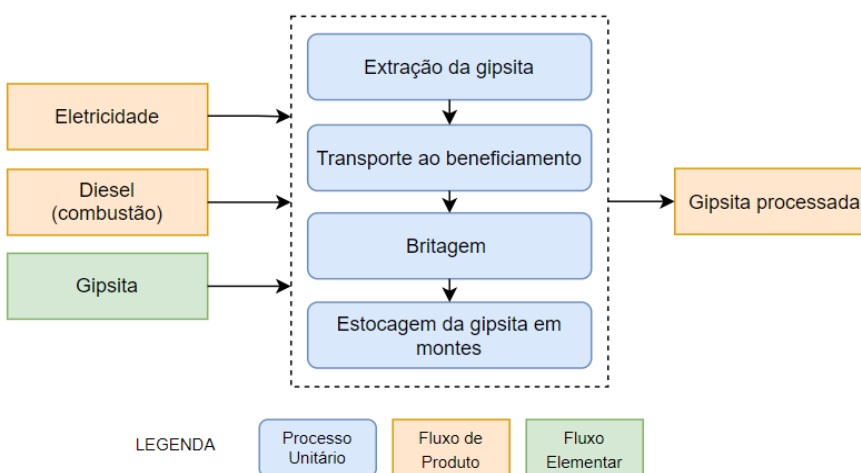 Extração da gipsita
Eletricidade
Transporte ao beneficiamento
Diesel
(combustão)
Gipsita processada
Britagem
Gipsita
Estocagem da gipsita em
montes
LEGENDA
Processo
Unitário
Fluxo de
Produto
Fluxo
Elementar